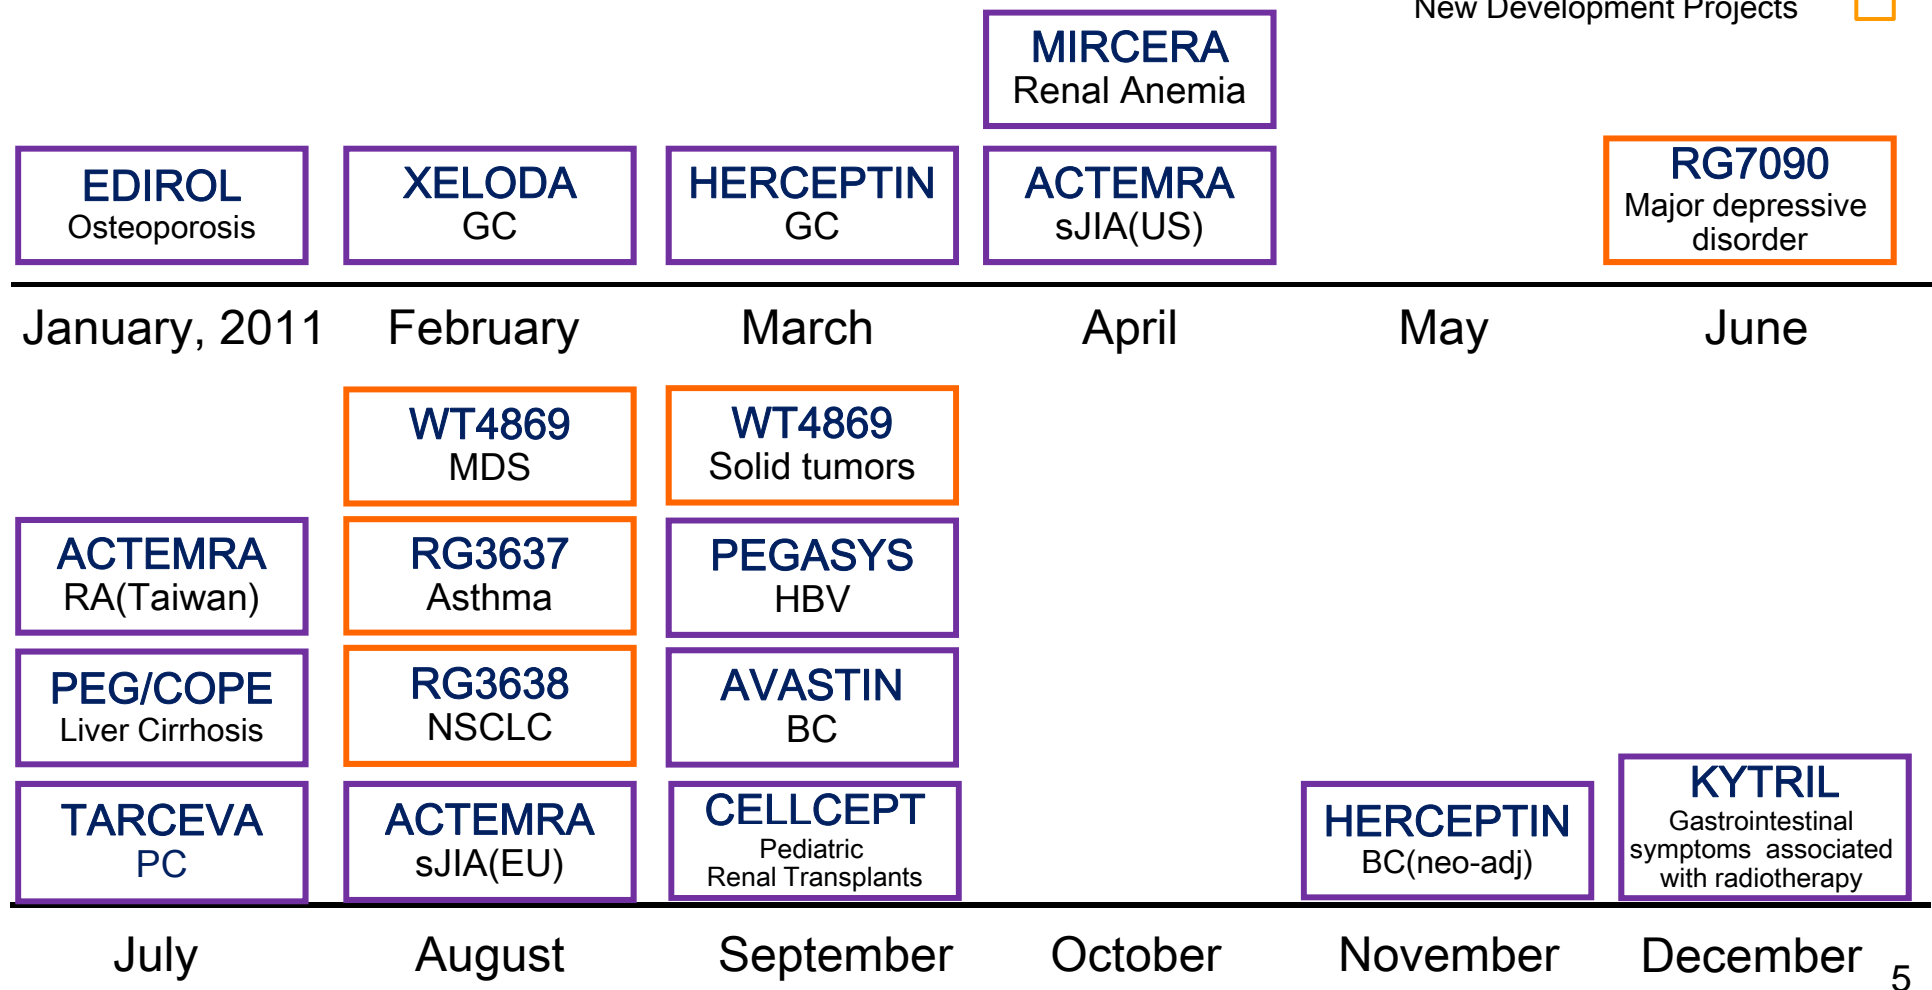 New Development Projects
MIRCERA
Renal Anemia
EDIROL
Osteoporosis
XELODA
GC
HERCEPTIN
GC
ACTEMRA
sJIA(US)
RG7090
Major depressive
disorder
January, 2011
February
March
April
May
June
WT4869
MDS
WT4869
Solid tumors
ACTEMRA
RA(Taiwan)
RG3637
Asthma
PEGASYS
HBV
PEG/COPE
Liver Cirrhosis
RG3638
NSCLC
AVASTIN
BC
TARCEVA
PC
ACTEMRA
sJIA(EU)
CELLCEPT
Pediatric
Renal Transplants
HERCEPTIN
BC(neo-adj)
KYTRIL
Gastrointestinal
symptoms associated
with radiotherapy
July
August
September
October
November
December
5